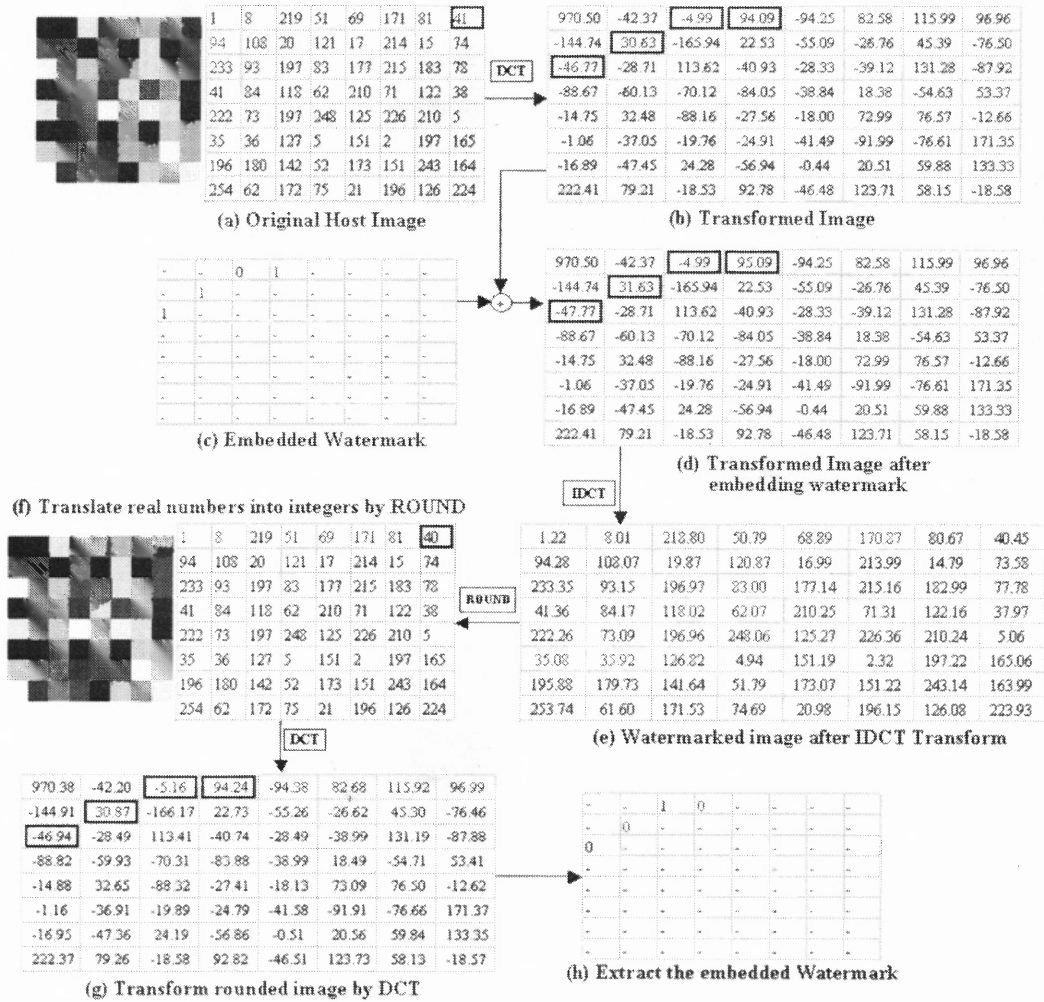 1 8 219 51 69 171 81 41
94 108 20 121 17 214 15 74
233 93 197 83 177 215 183 78
41 84 118 62 210 71 122 38
222 73 197 248 125 226 210 5
35 36 127 5 151 2 197 165
196 180 142 52 173 151 243 164
254 62 172 75 21 196 126 224
(a) Original Host Image
DCT
970.50 -42.37 -4.99 94.09 -94.25 82.58 115.99 96.96
-144.74 30.63 -165.94 22.53 -55.09 -26.76 45.39 -76.50
-46.77 -28.71 113.62 -40.93 -28.33 -39.12 131.28 -87.92
-88.67 -60.13 -70.12 -84.05 -38.84 18.38 -54.63 53.37
-14.75 32.48 -88.16 -27.56 -18.00 72.99 76.57 -12.66
-1.06 -37.05 -19.76 -24.91 -41.49 -91.99 -76.61 171.35
-16.89 -47.45 24.28 -56.94 -0.44 20.51 59.88 133.33
222.41 79.21 -18.53 92.78 -46.48 123.71 58.15 -18.58
(b) Transformed Image
- - 0 1 - - - -
- 1 - - - - - -
1 - - - - - - -
- - - - - - - -
- - - - - - - -
- - - - - - - -
- - - - - - - -
- - - - - - - -
(c) Embedded Watermark
+
970.50 -42.37 -4.99 95.09 -94.25 82.58 115.99 96.96
-144.74 31.63 -165.94 22.53 -55.09 -26.76 45.39 -76.50
-47.77 -28.71 113.62 -40.93 -28.33 -39.12 131.28 -87.92
-88.67 -60.13 -70.12 -84.05 -38.84 18.38 -54.63 53.37
-14.75 32.48 -88.16 -27.56 -18.00 72.99 76.57 -12.66
-1.06 -37.05 -19.76 -24.91 -41.49 -91.99 -76.61 171.35
-16.89 -47.45 24.28 -56.94 -0.44 20.51 59.88 133.33
222.41 79.21 -18.53 92.78 -46.48 123.71 58.15 -18.58
(d) Transformed Image after
embedding watermark
IDCT
(f) Translate real numbers into integers by ROUND
1 8 219 51 69 171 81 40
94 108 20 121 17 214 15 74
233 93 197 83 177 215 183 78
41 84 118 62 210 71 122 38
222 73 197 248 125 226 210 5
35 36 127 5 151 2 197 165
196 180 142 52 173 151 243 164
254 62 172 75 21 196 126 224
ROUND
1.22 8.01 218.80 50.79 68.89 170.87 80.67 40.45
94.28 108.07 19.87 120.87 16.99 213.99 14.79 73.58
233.35 93.15 196.97 83.00 177.14 215.16 182.99 77.78
41.36 84.17 118.02 62.07 210.25 71.31 122.16 37.97
222.26 73.09 196.96 248.06 125.27 226.36 210.24 5.06
35.08 35.92 126.82 4.94 151.19 2.32 197.22 165.06
195.88 179.73 141.64 51.79 173.07 151.22 243.14 163.99
253.74 61.60 171.53 74.69 20.98 196.15 126.08 223.93
(e) Watermarked image after IDCT Transform
DCT
970.38 -42.20 -5.16 94.24 -94.38 82.68 115.92 96.99
-144.91 30.87 -166.17 22.73 -55.26 -26.62 45.30 -76.46
-46.94 -28.49 113.41 -40.74 -28.49 -38.99 131.19 -87.88
-88.82 -59.93 -70.31 -83.88 -38.99 18.49 -54.71 53.41
-14.88 32.65 -88.32 -27.41 -18.13 73.09 76.50 -12.62
-1.16 -36.91 -19.89 -24.79 -41.58 -91.91 -76.66 171.37
-16.95 -47.36 24.19 -56.86 -0.51 20.56 59.84 133.35
222.37 79.26 -18.58 92.82 -46.51 123.73 58.13 -18.57
(g) Transform rounded image by DCT
- - 1 0 - - - -
- 0 - - - - - -
0 - - - - - - -
- - - - - - - -
- - - - - - - -
- - - - - - - -
- - - - - - - -
- - - - - - - -
(h) Extract the embedded Watermark